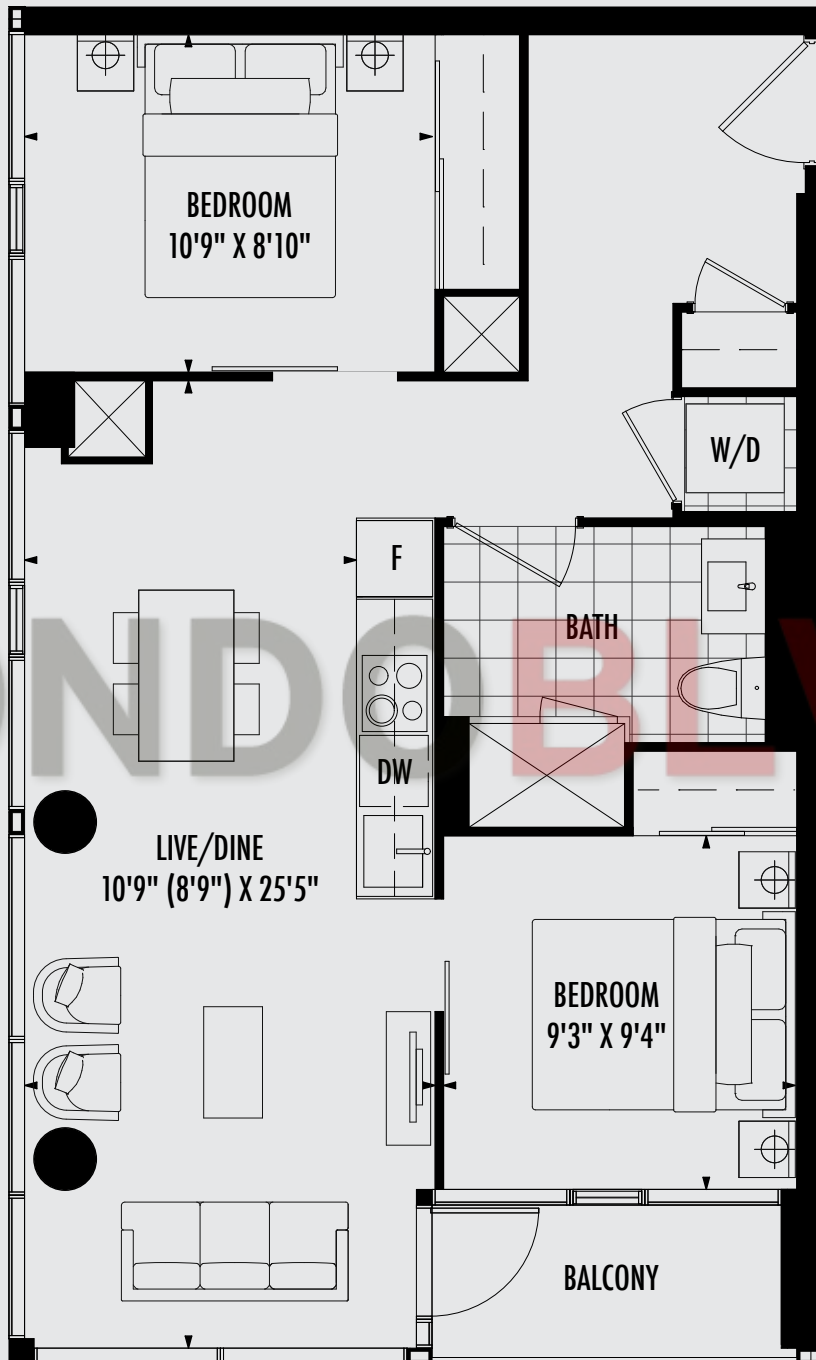 BEDROOM
10'9" X 8'10"
W/D
F
BATH
DW
LIVE/DINE
10'9" (8'9") X 25'5"
BEDROOM
9'3" X 9'4"
BALCONY
ONDOBLV